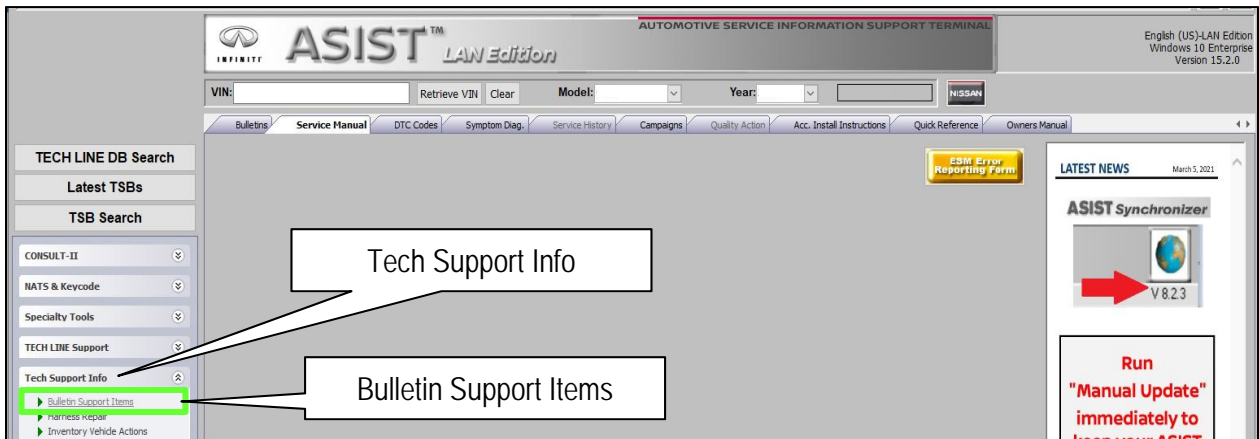 INFINITI
ASIST™ LAN Edition
AUTOMOTIVE SERVICE INFORMATION SUPPORT TERMINAL
English (US)-LAN Edition
Windows 10 Enterprise
Version 15.2.0
VIN: Retrieve VIN Clear Model: Year: NISSAN
Bulletins Service Manual DTC Codes Symptom Diag. Service History Campaigns Quality Action Acc. Install Instructions Quick Reference Owners Manual
TECH LINE DB Search
Latest TSBs
TSB Search
CONSULT-II
NATS & Keycode
Specialty Tools
TECH LINE Support
Tech Support Info
Bulletin Support Items
Harness Repair
Inventory Vehicle Actions
Tech Support Info
Bulletin Support Items
ESM Error
Reporting Form
LATEST NEWS March 5, 2021
ASIST Synchronizer
V 8.2.3
Run
"Manual Update"
immediately to
keep your ASIST